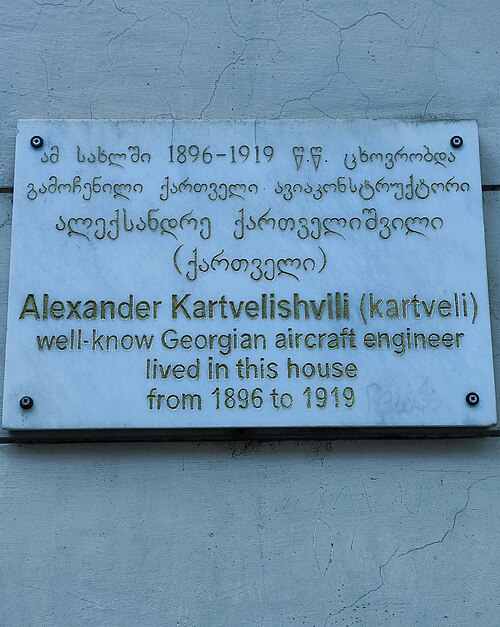 ამ სახლში 1896-1919 წ.წ. ცხოვრობდა
გამოჩენილი ქართველი ავიაკონსტრუქტორი
ალექსანდრე ქართველიშვილი
(ქართველი)
Alexander Kartvelishvili (kartveli)
well-know Georgian aircraft engineer
lived in this house
from 1896 to 1919